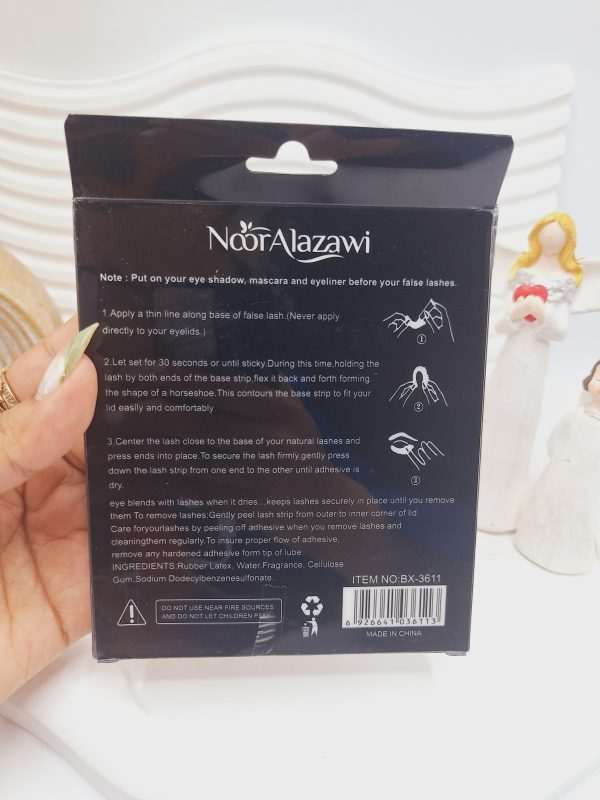 NoorAlazawi
Note : Put on your eye shadow, mascara and eyeliner before your false lashes.
1.Apply a thin line along base of false lash.(Never apply
directly to your eyelids.)
①
2.Let set for 30 seconds or until sticky.During this time,holding the
lash by both ends of the base strip,flex it back and forth forming
the shape of a horseshoe.This contours the base strip to fit your
lid easily and comfortably
②
3.Center the lash close to the base of your natural lashes and
press ends into place.To secure the lash firmly,gently press
down the lash strip from one end to the other until adhesive is
dry.
③
eye blends with lashes when it dries...keeps lashes securely in place until you remove
them To remove lashes:Gently peel lash strip from outer to inner corner of lid
Care foryourlashes by peeling off adhesive when you remove lashes and
cleaningthem regularly.To insure proper flow of adhesive,
remove any hardened adhesive form tip of lube
INGREDIENTS:Rubber Latex, Water,Fragrance, Cellulose
Gum,Sodium Dodecylbenzenesulfonate.
ITEM NO:BX-3611
DO NOT USE NEAR FIRE SOURCES
AND DO NOT LET CHILDREN PLAY
6 926641 036113
MADE IN CHINA